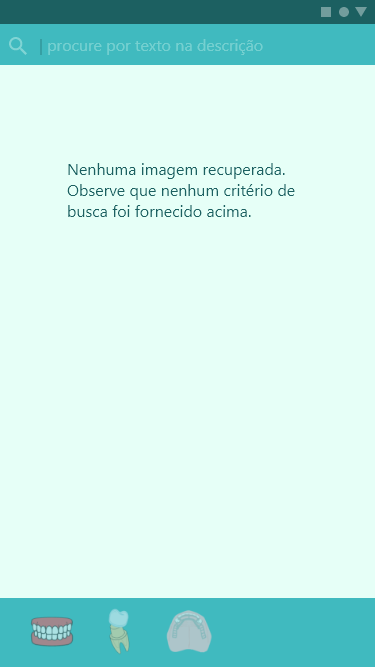 procure por texto na descrição
Nenhuma imagem recuperada.
Observe que nenhum critério de
busca foi fornecido acima.